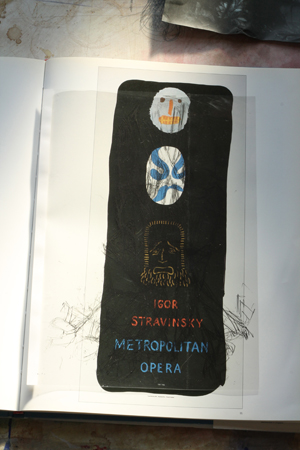 IGOR
STRAVINSKY
METROPOLITAN
OPERA